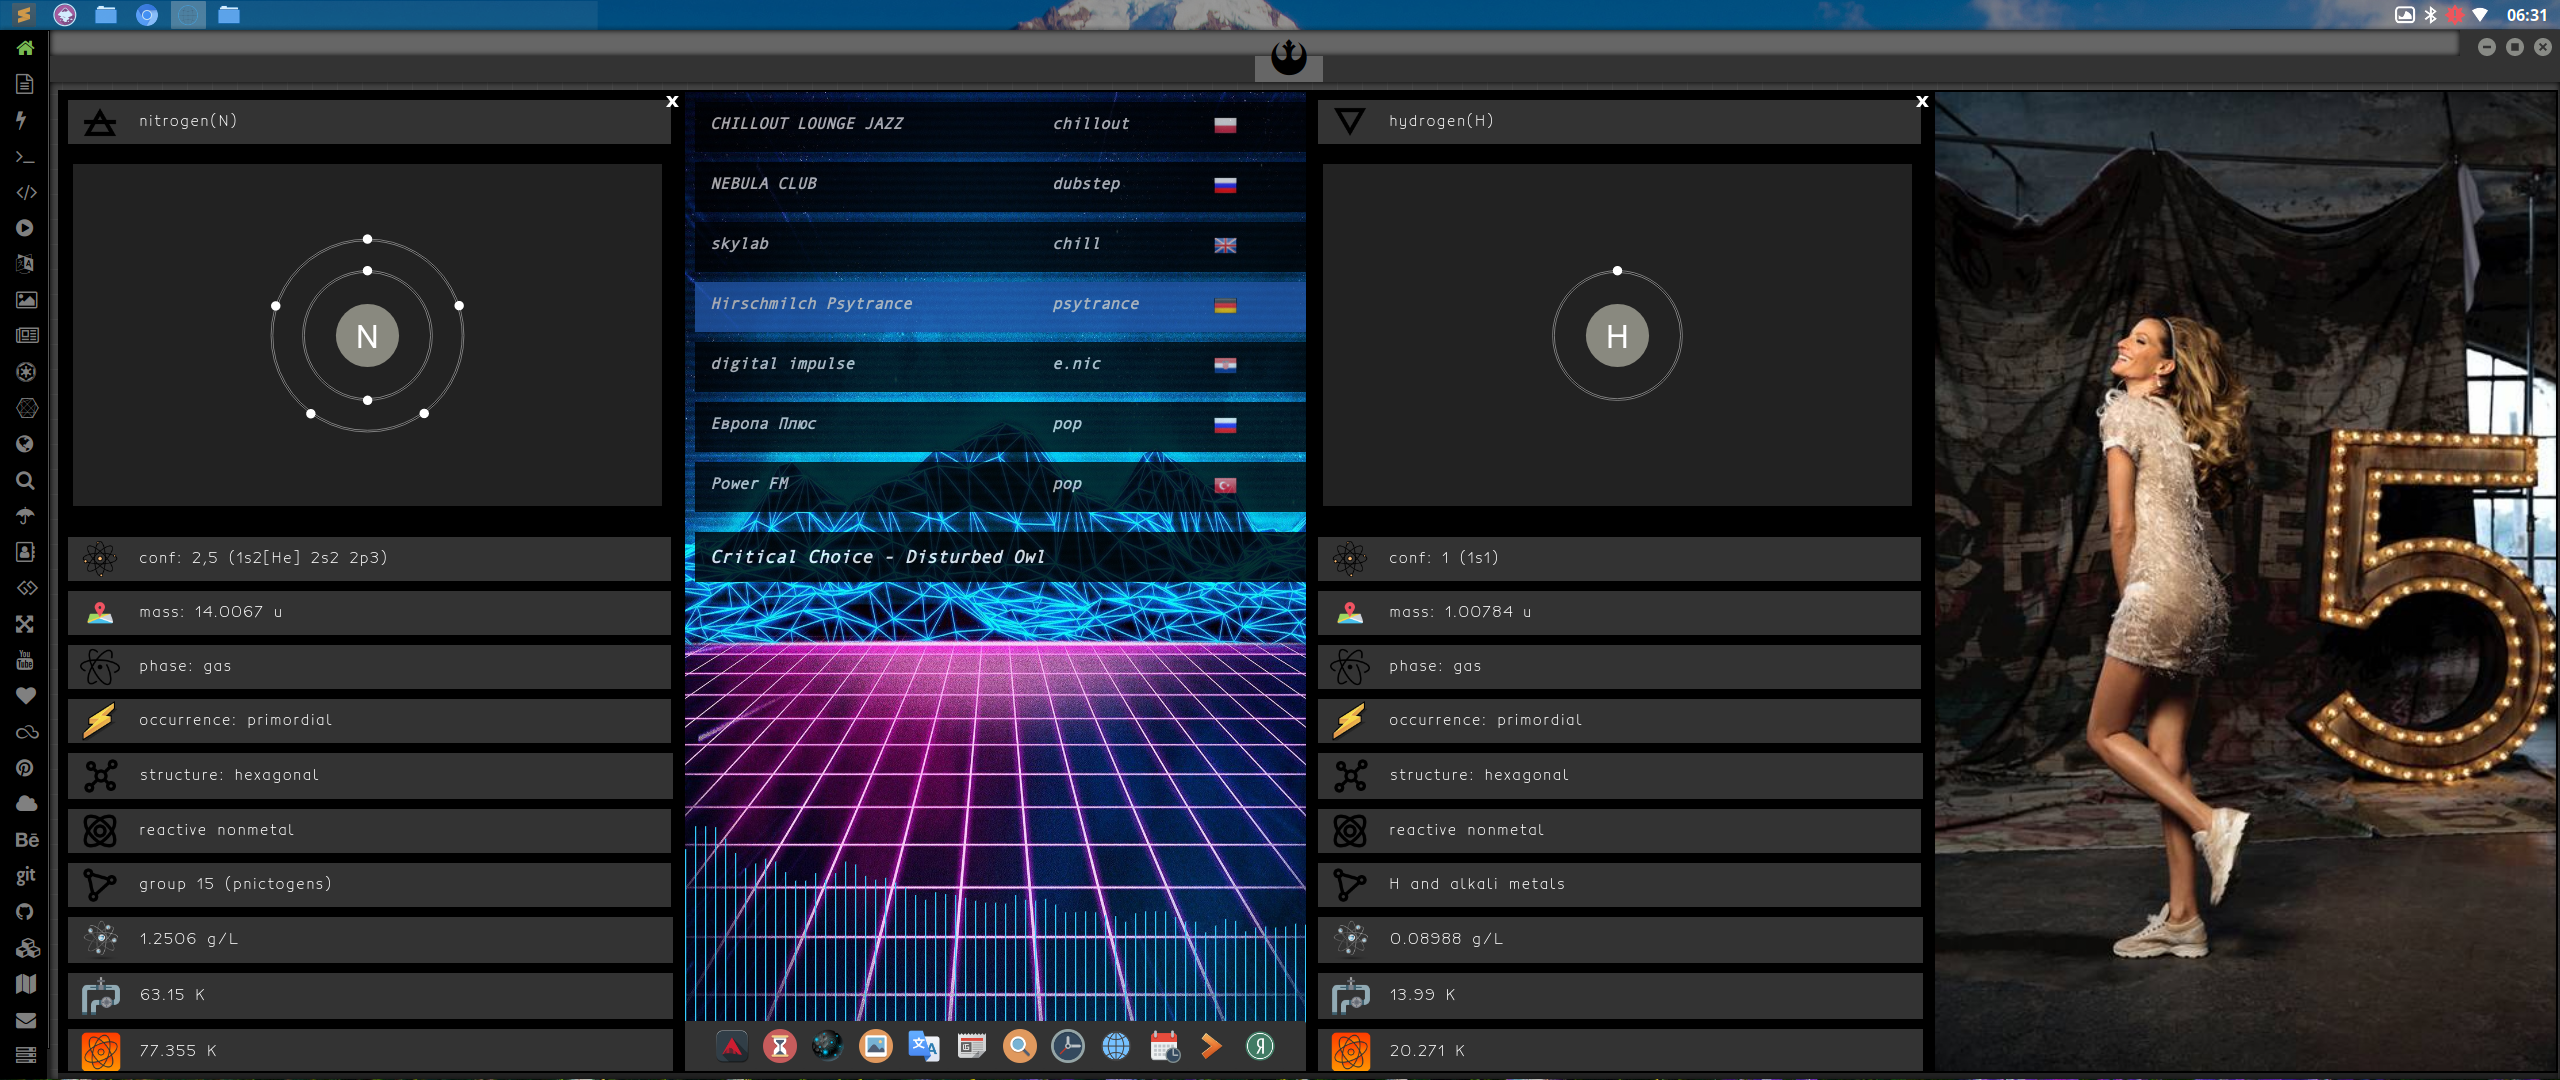 06:31
nitrogen(N)
x
N
conf: 2,5 (1s2[He] 2s2 2p3)
mass: 14.0067 u
phase: gas
occurrence: primordial
structure: hexagonal
reactive nonmetal
group 15 (pnictogens)
1.2506 g/L
63.15 K
77.355 K
CHILLOUT LOUNGE JAZZ chillout
NEBULA CLUB dubstep
skylab chill
Hirschmilch Psytrance psytrance
digital impulse e.nic
Европа Плюс pop
Power FM pop
Critical Choice - Disturbed Owl
hydrogen(H)
x
H
conf: 1 (1s1)
mass: 1.00784 u
phase: gas
occurrence: primordial
structure: hexagonal
reactive nonmetal
H and alkali metals
0.08988 g/L
13.99 K
20.271 K
5
You
Tube
Bē
git
Я